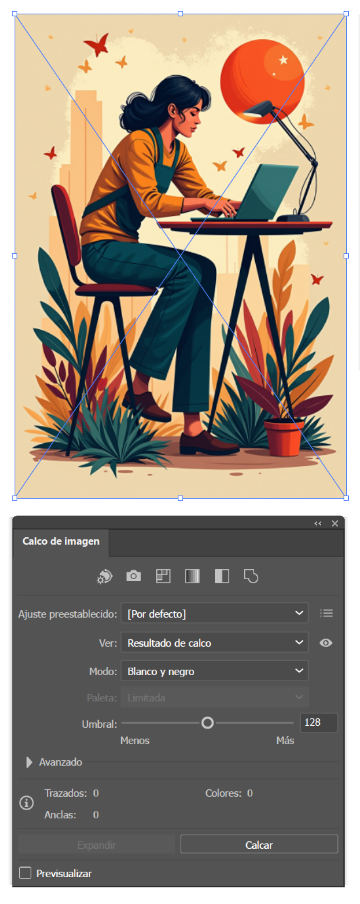 Calco de imagen
Ajuste preestablecido: [Por defecto]
Ver: Resultado de calco
Modo: Blanco y negro
Paleta: Limitada
Umbral: 128
Menos Más
Avanzado
Trazados: 0 Colores: 0
Anclas: 0
Expandir Calcar
Previsualizar